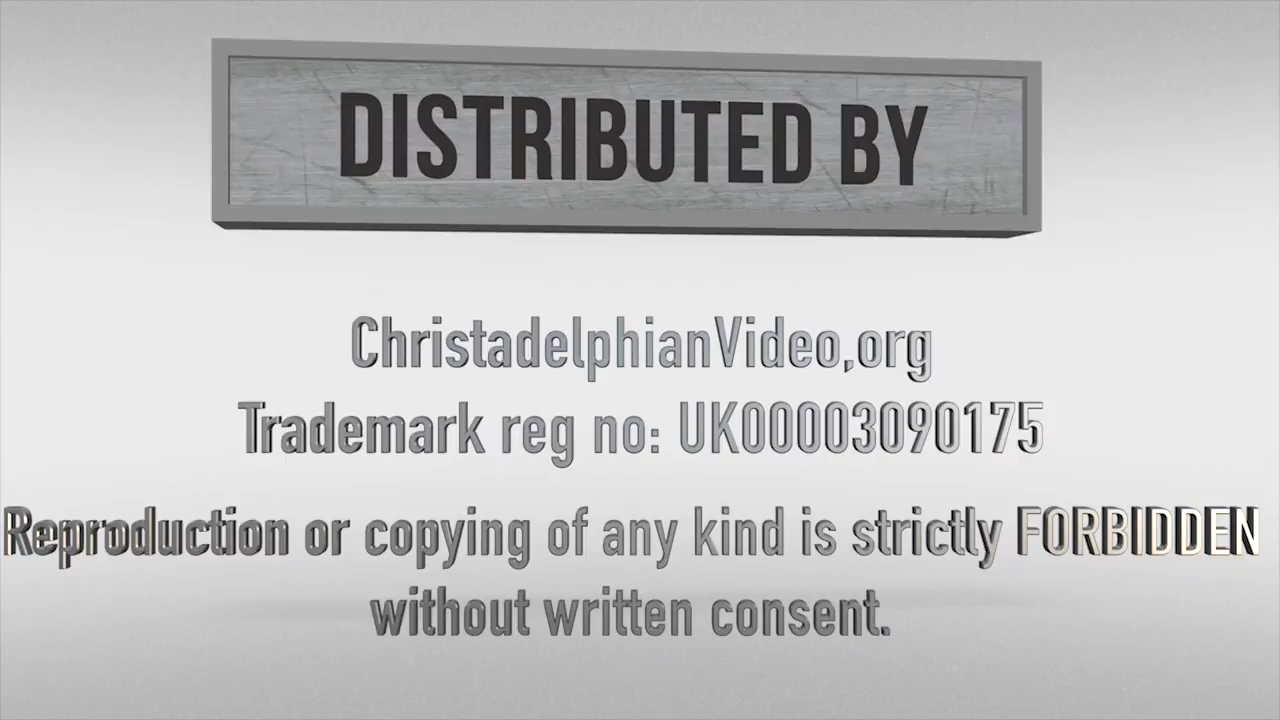 DISTRIBUTED BY
ChristadelphianVideo,org
Trademark reg no: UK00003090175
Reproduction or copying of any kind is strictly FORBIDDEN
without written consent.